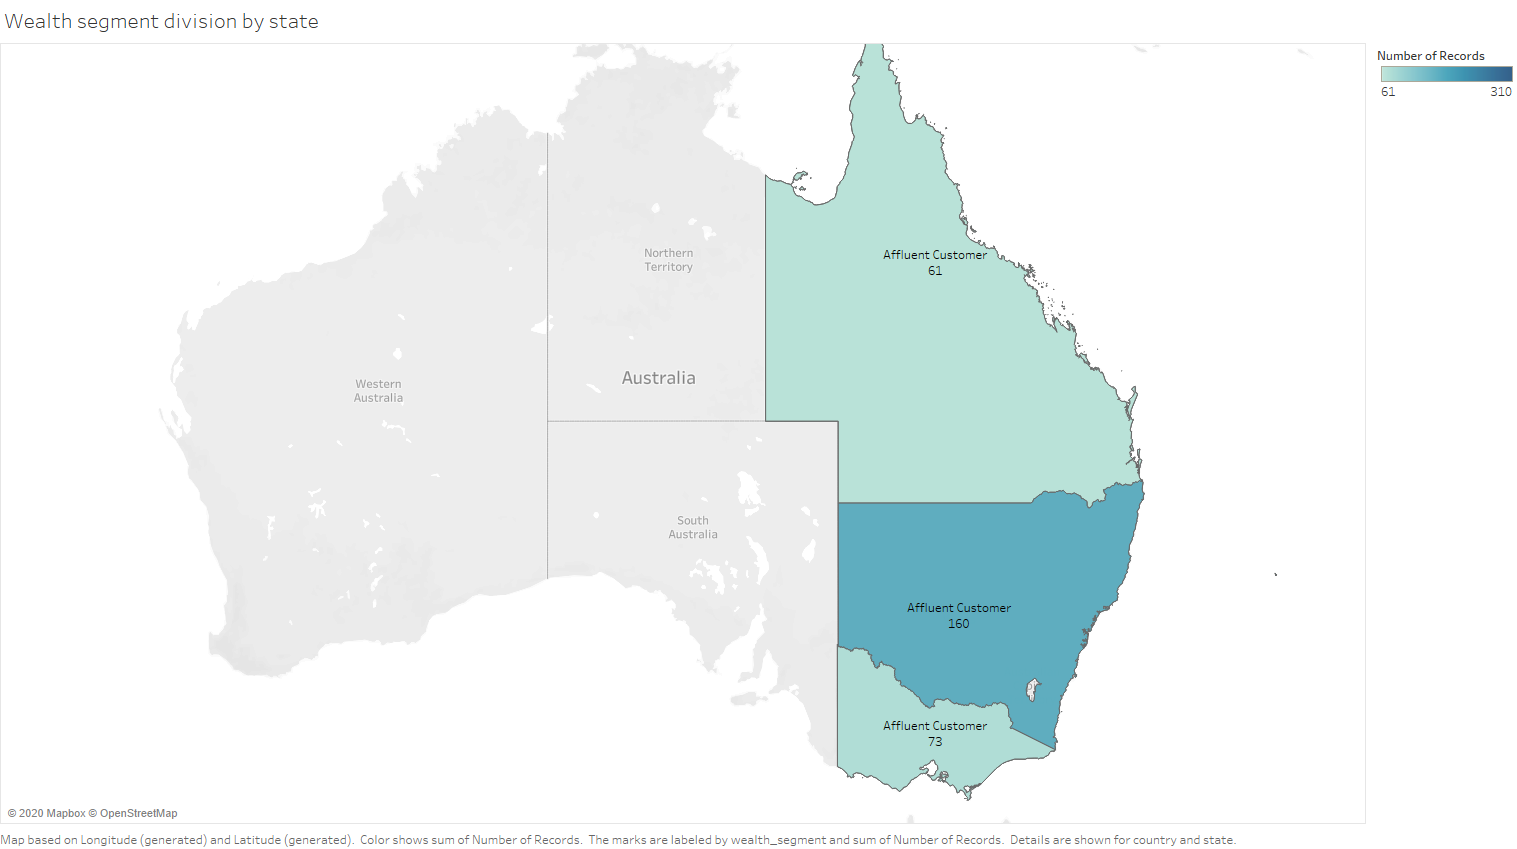 Wealth segment division by state
Number of Records
61 310
Affluent Customer
61
Northern
Territory
Australia
Western
Australia
South
Australia
Affluent Customer
160
Affluent Customer
73
© 2020 Mapbox © OpenStreetMap
Map based on Longitude (generated) and Latitude (generated). Color shows sum of Number of Records. The marks are labeled by wealth_segment and sum of Number of Records. Details are shown for country and state.